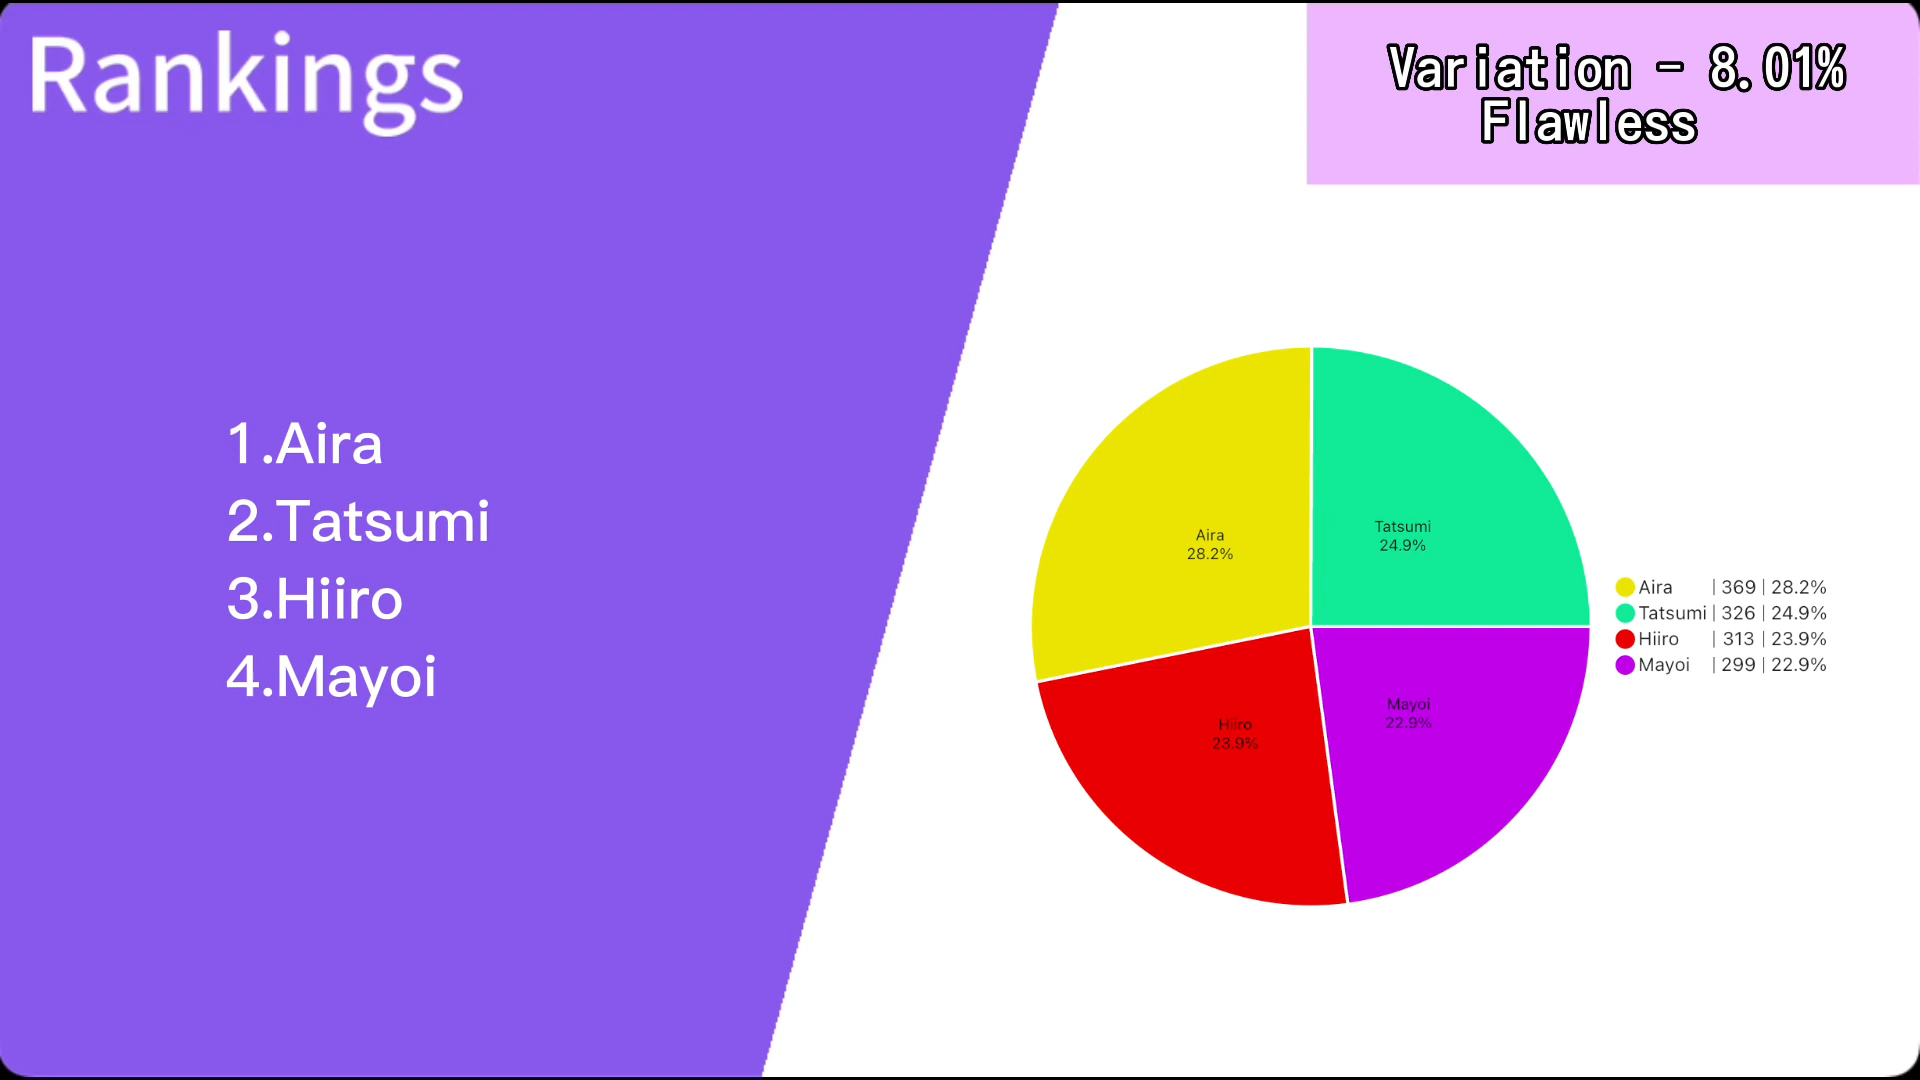 Rankings
Variation - 8.01%
Flawless
1.Aira
2.Tatsumi
3.Hiiro
4.Mayoi
Aira
28.2%
Tatsumi
24.9%
Hiiro
23.9%
Mayoi
22.9%
Aira | 369 | 28.2%
Tatsumi | 326 | 24.9%
Hiiro | 313 | 23.9%
Mayoi | 299 | 22.9%